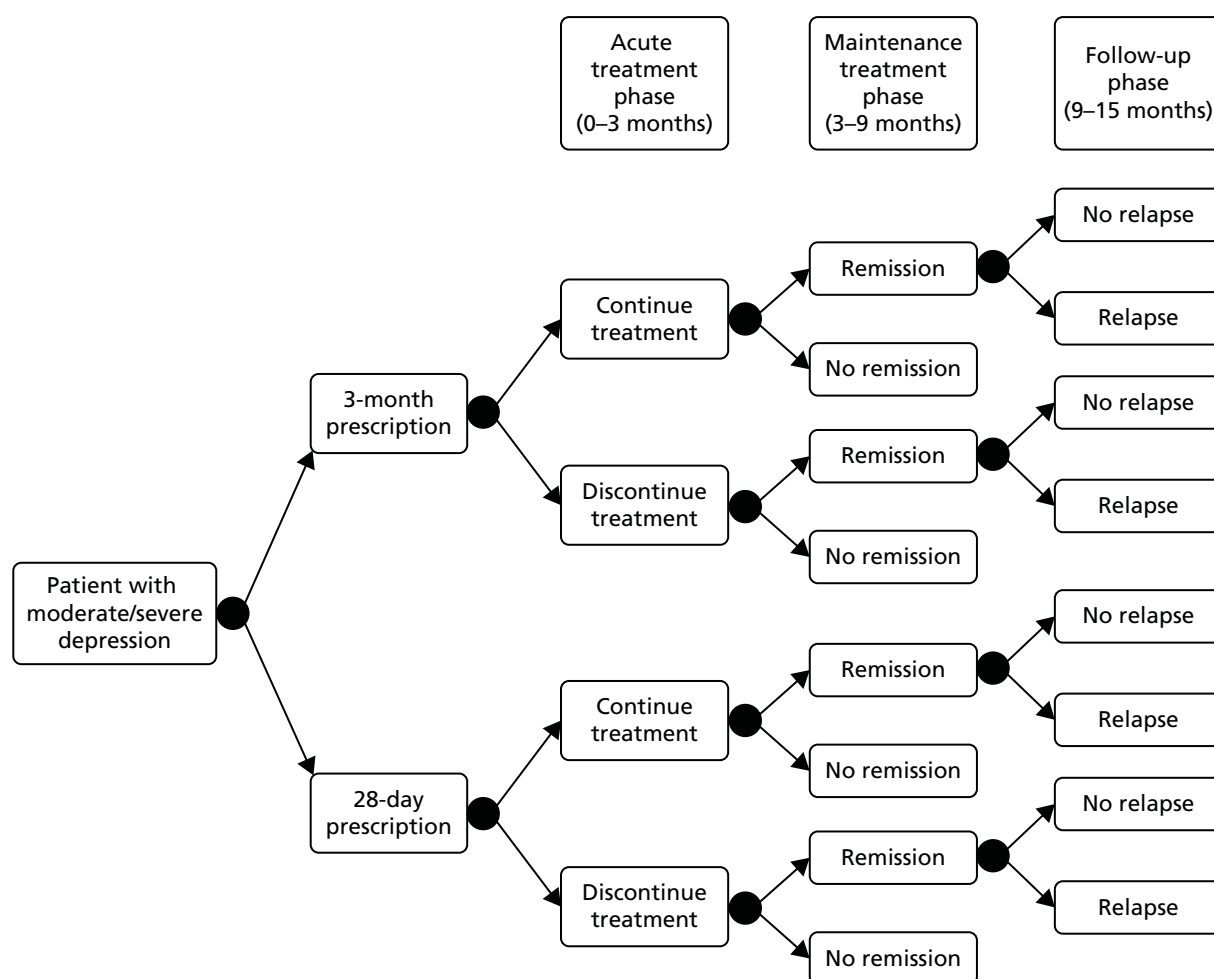 Acute
treatment
phase
(0–3 months)
Maintenance
treatment
phase
(3–9 months)
Follow-up
phase
(9–15 months)
No relapse
Remission
Continue
treatment
Relapse
No remission
3-month
prescription
No relapse
Remission
Discontinue
treatment
Relapse
No remission
Patient with
moderate/severe
depression
No relapse
Remission
Continue
treatment
Relapse
No remission
28-day
prescription
No relapse
Remission
Discontinue
treatment
Relapse
No remission